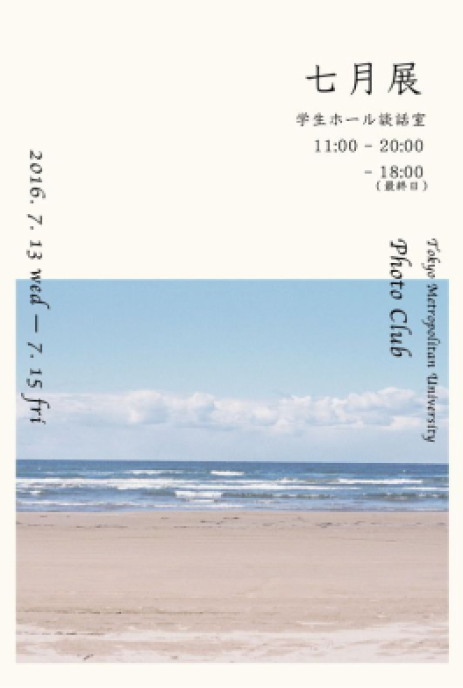 七月展
学生ホール談話室
11:00 - 20:00
- 18:00
(最終日)
Tokyo Metropolitan University
Photo Club
2016. 7. 13 wed — 7. 15 fri